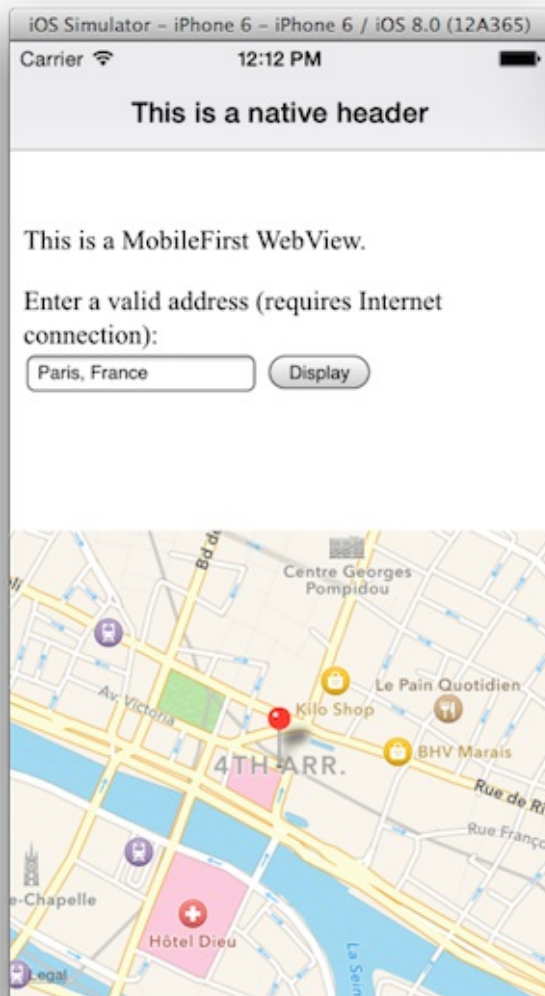 iOS Simulator – iPhone 6 – iPhone 6 / iOS 8.0 (12A365)
Carrier 12:12 PM
This is a native header
This is a MobileFirst WebView.
Enter a valid address (requires Internet
connection):
Paris, France Display
Bd de
Centre Georges
Pompidou
Av. Victoria
Le Pain Quotidien
Kilo Shop
BHV Marais
4TH ARR.
Rue de Ri
Rue Franço
e-Chapelle
Hôtel Dieu
La Sein
Legal